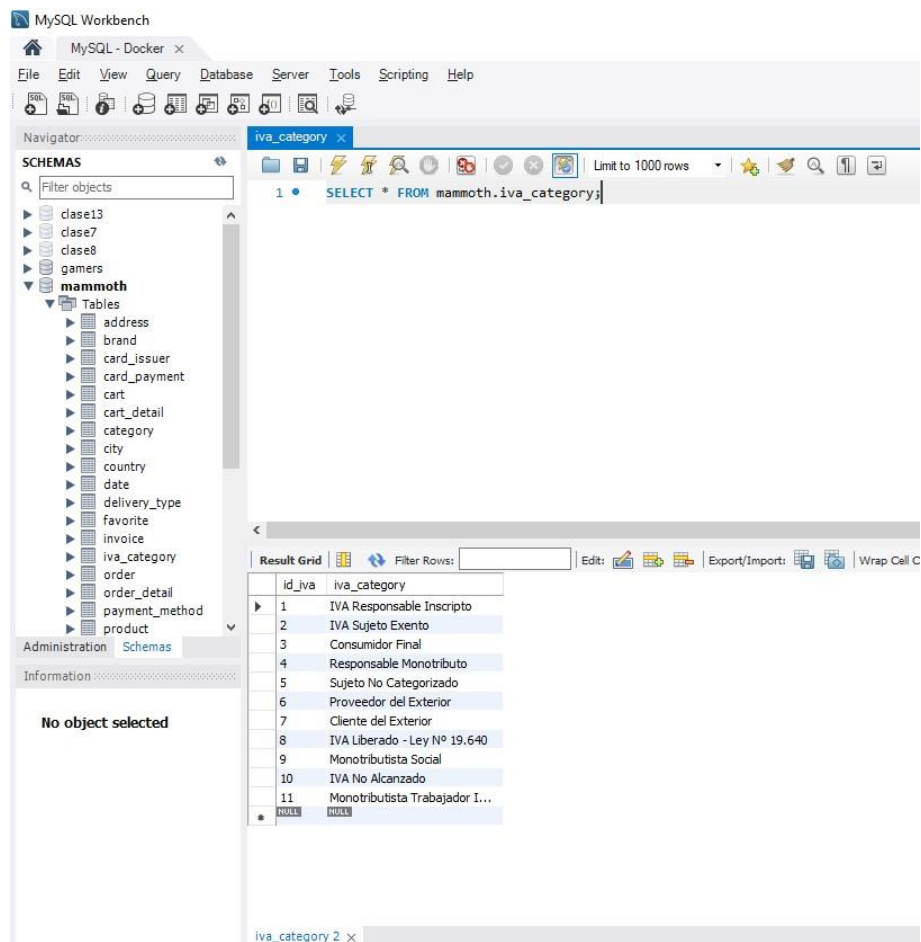 MySQL Workbench
MySQL - Docker
File Edit View Query Database Server Tools Scripting Help
Navigator
SCHEMAS
Filter objects
clase13
clase7
clase8
gamers
mammoth
Tables
address
brand
card_issuer
card_payment
cart
cart_detail
category
city
country
date
delivery_type
favorite
invoice
iva_category
order
order_detail
payment_method
product
Administration Schemas
Information
No object selected
iva_category
Limit to 1000 rows
1 SELECT * FROM mammoth.iva_category;
Result Grid Filter Rows: Edit: Export/Import: Wrap Cell C
id_iva iva_category
1 IVA Responsable Inscripto
2 IVA Sujeto Exento
3 Consumidor Final
4 Responsable Monotributo
5 Sujeto No Categorizado
6 Proveedor del Exterior
7 Cliente del Exterior
8 IVA Liberado - Ley Nº 19.640
9 Monotributista Social
10 IVA No Alcanzado
11 Monotributista Trabajador I...
NULL NULL
iva_category 2